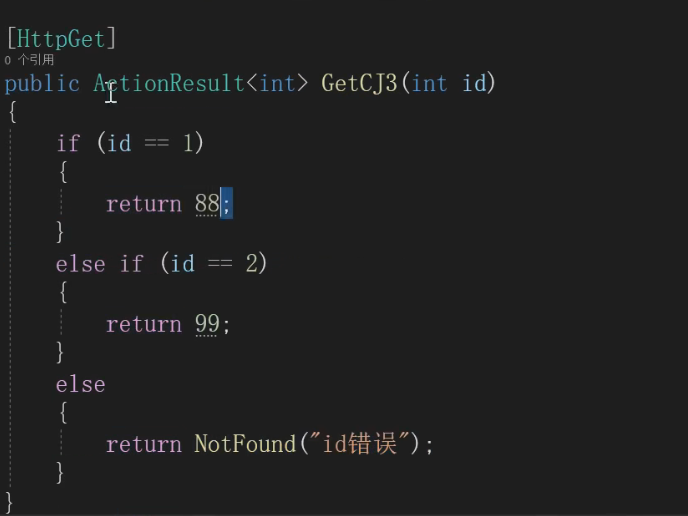 [HttpGet]
0 个引用
public ActionResult<int> GetCJ3(int id)
{
if (id == 1)
{
return 88;
}
else if (id == 2)
{
return 99;
}
else
{
return NotFound("id错误");
}
}